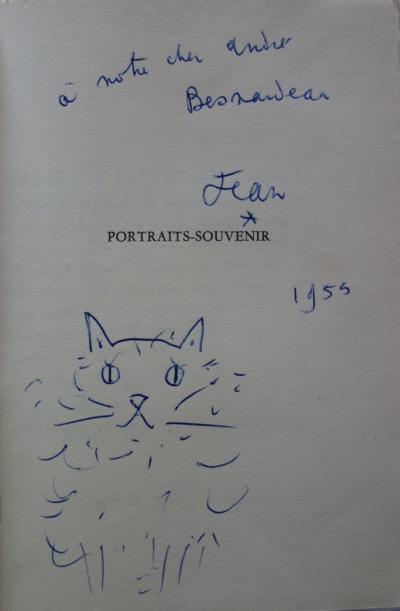 à notre cher André
Besnardeau
Jean
PORTRAITS-SOUVENIR
1955